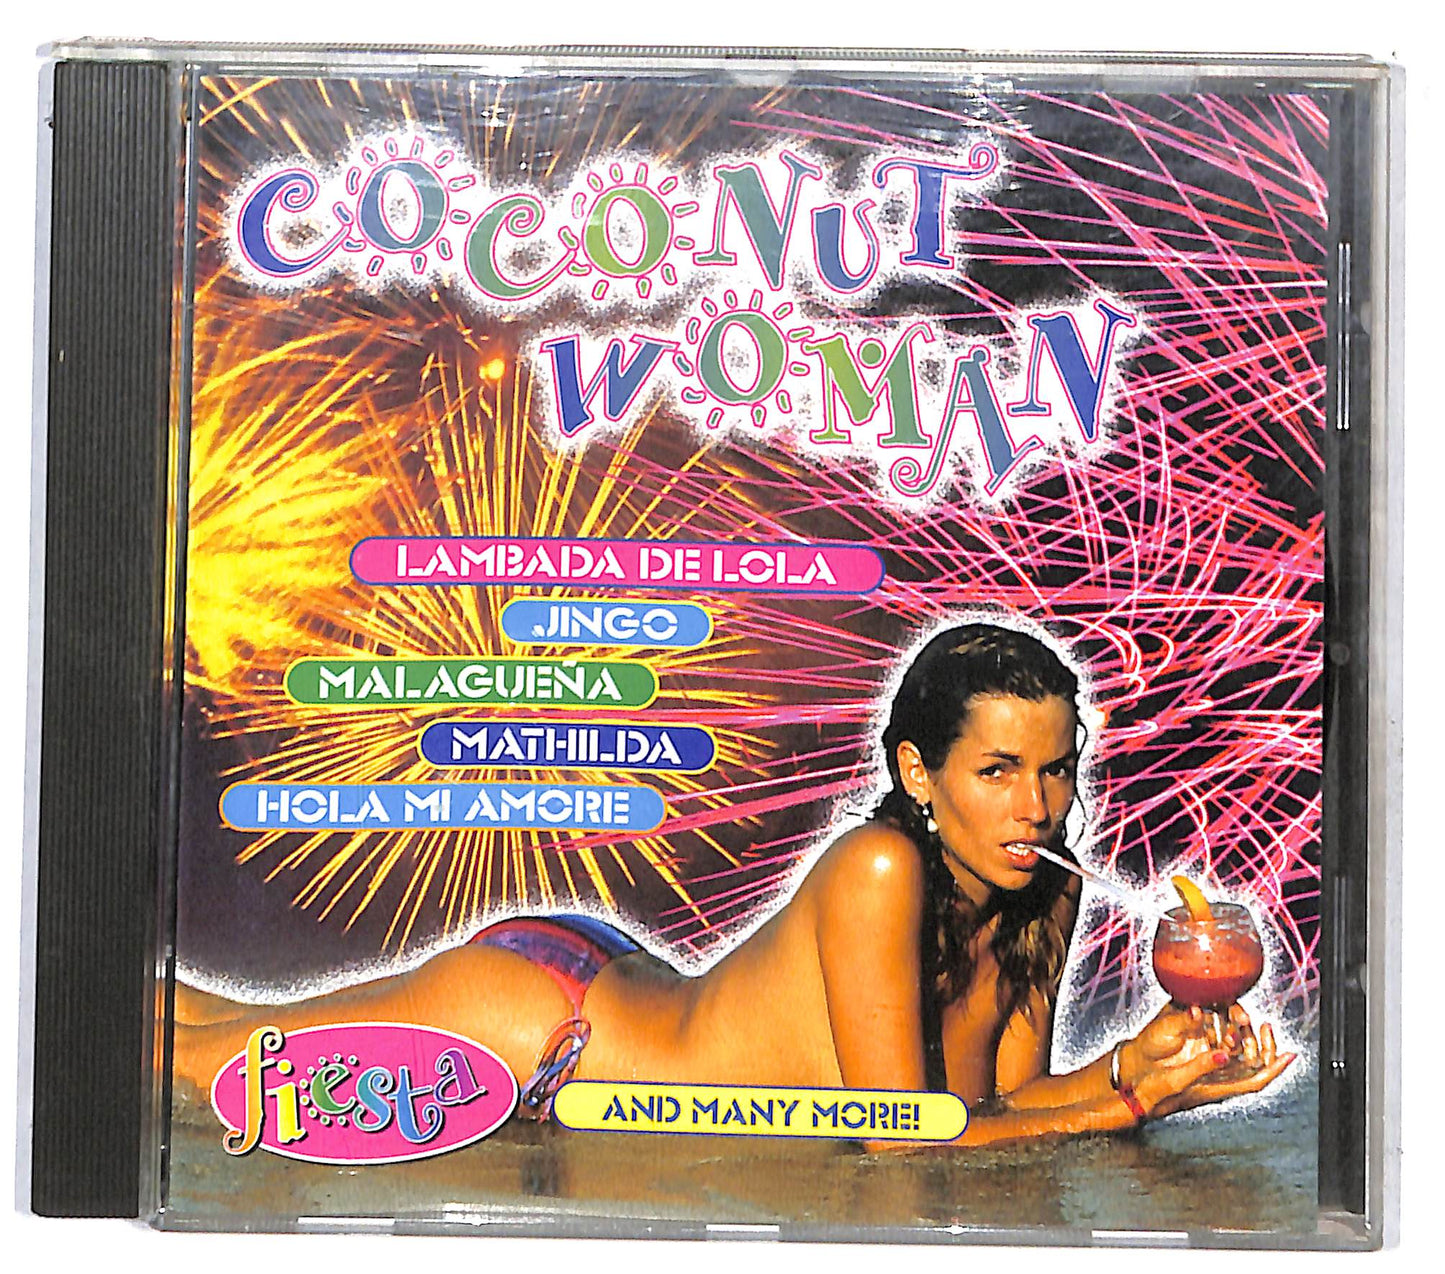 COCONUT
WOMAN
LAMBADA DE LOLA
JINGO
MALAGUEÑA
MATHILDA
HOLA MI AMORE
fiesta
AND MANY MORE!